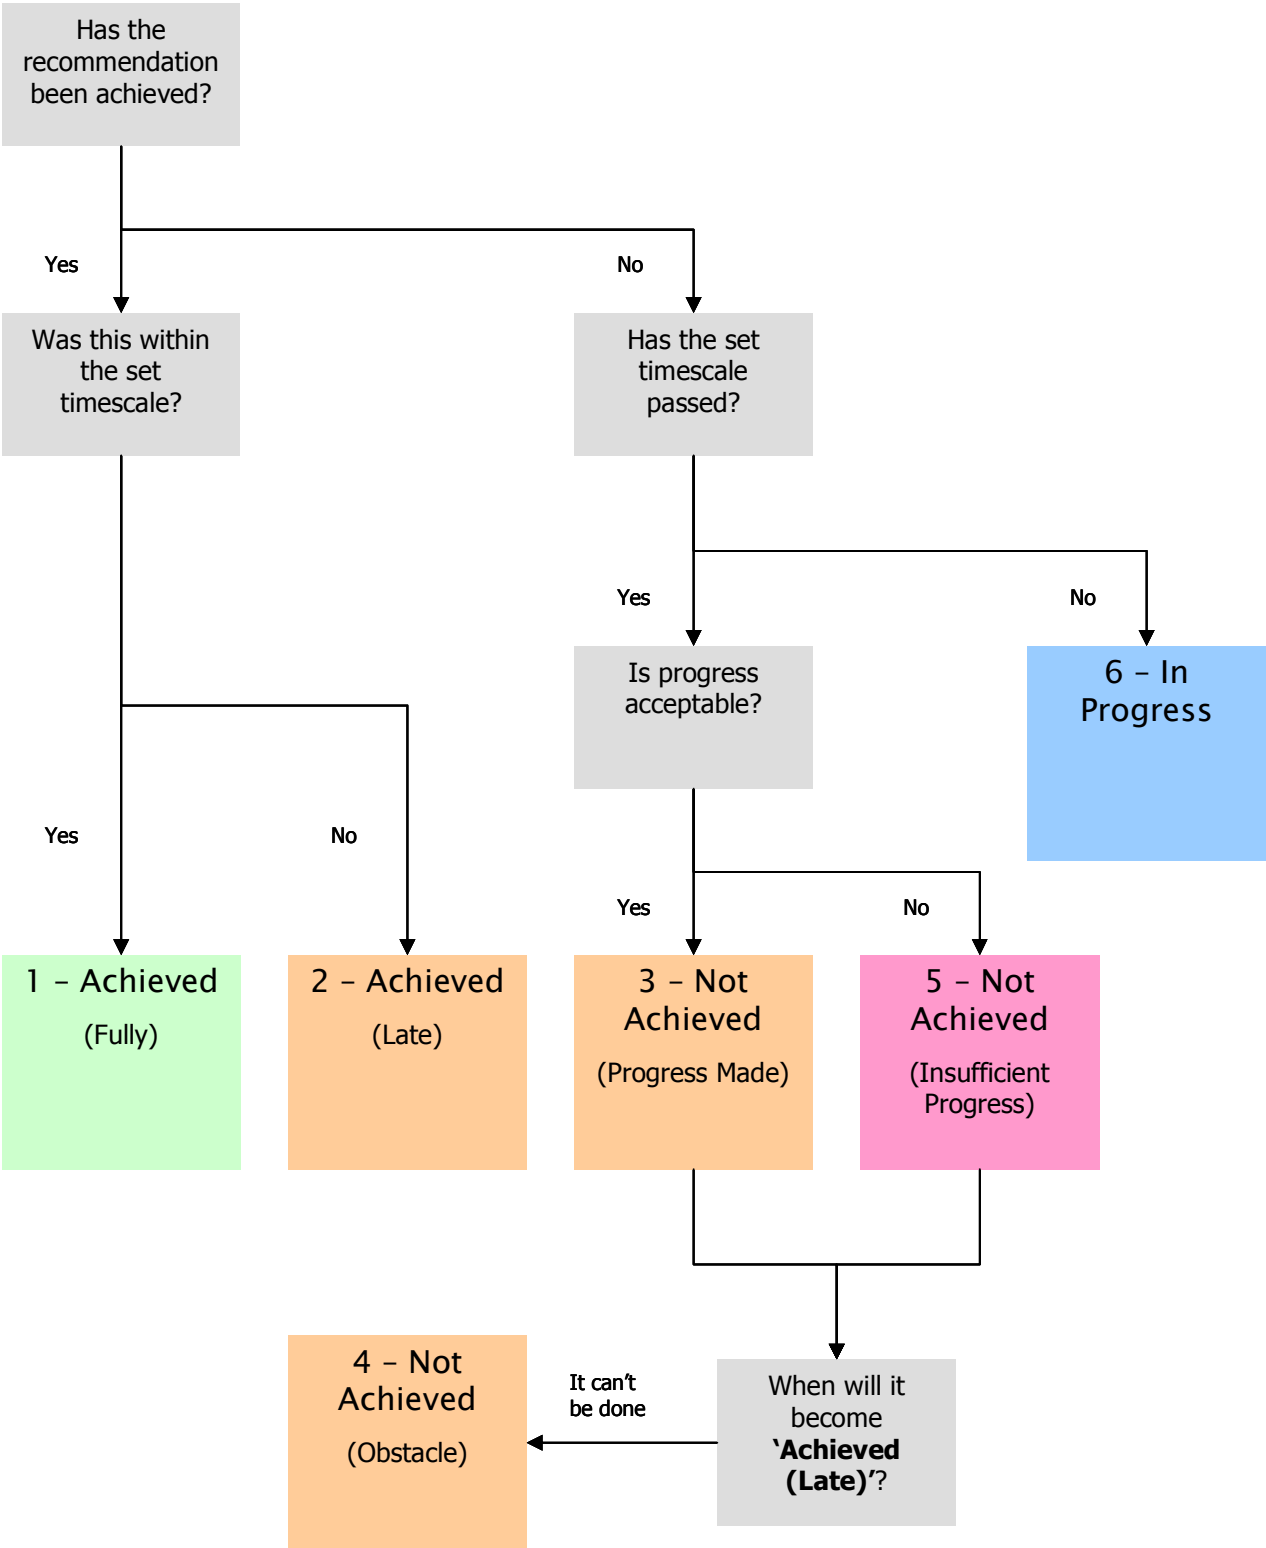 Has the
recommendation
been achieved?
Yes
No
Was this within
the set
timescale?
Has the set
timescale
passed?
Yes
No
Is progress
acceptable?
6 – In
Progress
Yes
No
Yes
No
1 – Achieved
(Fully)
2 – Achieved
(Late)
3 – Not
Achieved
(Progress Made)
5 – Not
Achieved
(Insufficient
Progress)
4 – Not
Achieved
(Obstacle)
It can't
be done
When will it
become
‘Achieved
(Late)’?